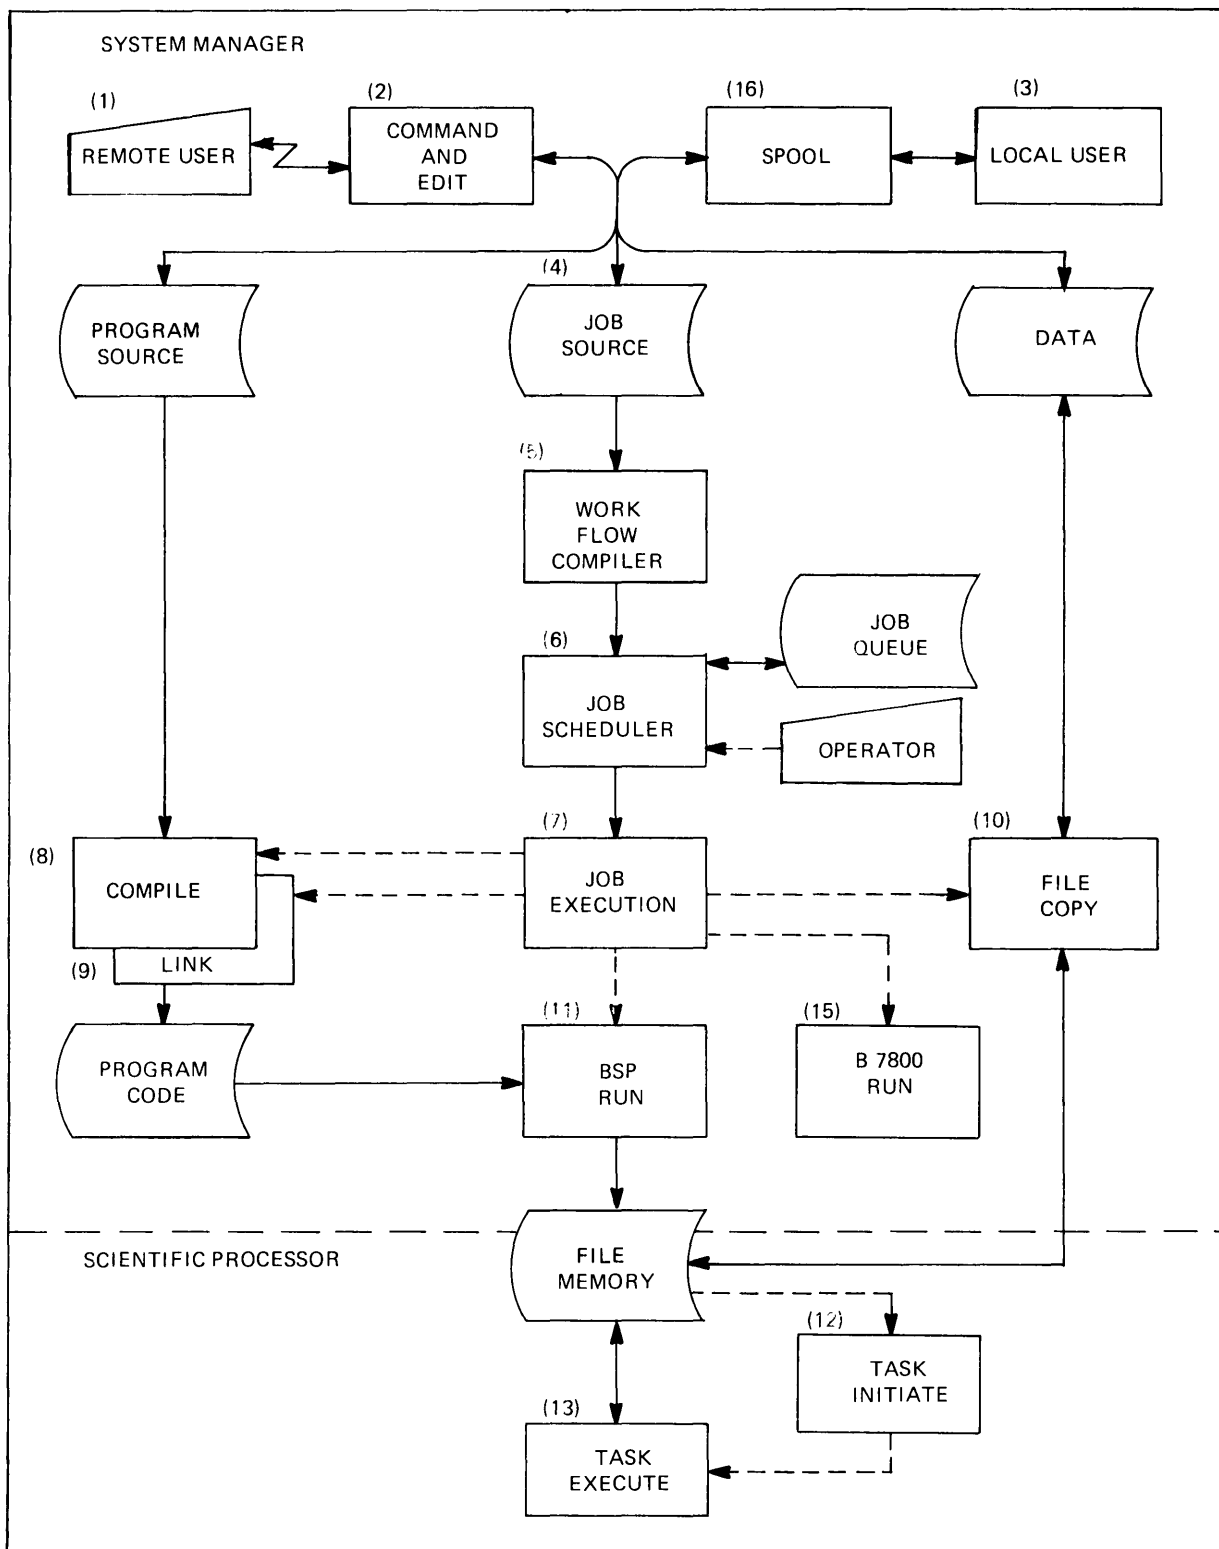 SYSTEM MANAGER
(1)
(2)
(16)
(3)
REMOTE USER
COMMAND
AND
EDIT
SPOOL
LOCAL USER
(4)
PROGRAM
SOURCE
JOB
SOURCE
DATA
(5)
WORK
FLOW
COMPILER
(6)
JOB
QUEUE
JOB
SCHEDULER
OPERATOR
(7)
(10)
(8)
COMPILE
JOB
EXECUTION
FILE
COPY
(9)
LINK
(11)
(15)
PROGRAM
CODE
BSP
RUN
B 7800
RUN
SCIENTIFIC PROCESSOR
FILE
MEMORY
(12)
TASK
INITIATE
(13)
TASK
EXECUTE